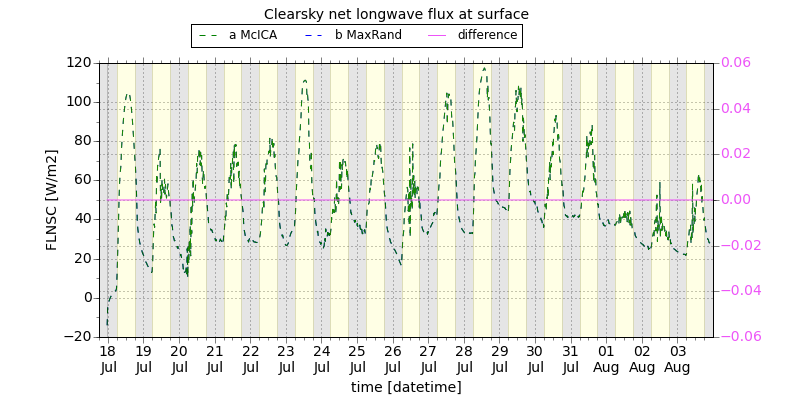 Clearsky net longwave flux at surface
a McICA b MaxRand difference
FLNSC [W/m2]
120
100
80
60
40
20
0
−20
0.06
0.04
0.02
0.00
−0.02
−0.04
−0.06
18 19 20 21 22 23 24 25 26 27 28 29 30 31 01 02 03
Jul Jul Jul Jul Jul Jul Jul Jul Jul Jul Jul Jul Jul Jul Aug Aug Aug
time [datetime]